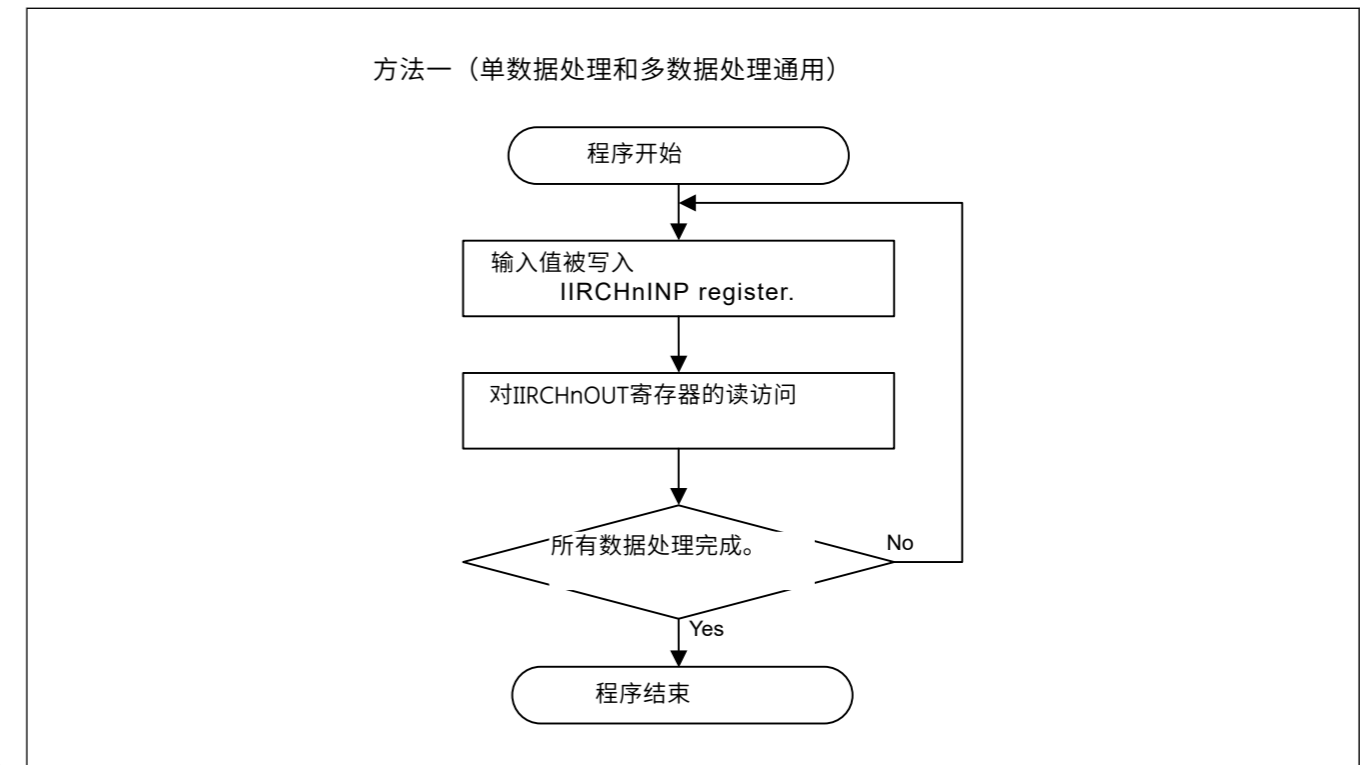 方法一（单数据处理和多数据处理通用）
程序开始
输入值被写入
IIRCHnINP register.
对IIRCHnOUT寄存器的读访问
所有数据处理完成。
No
Yes
程序结束